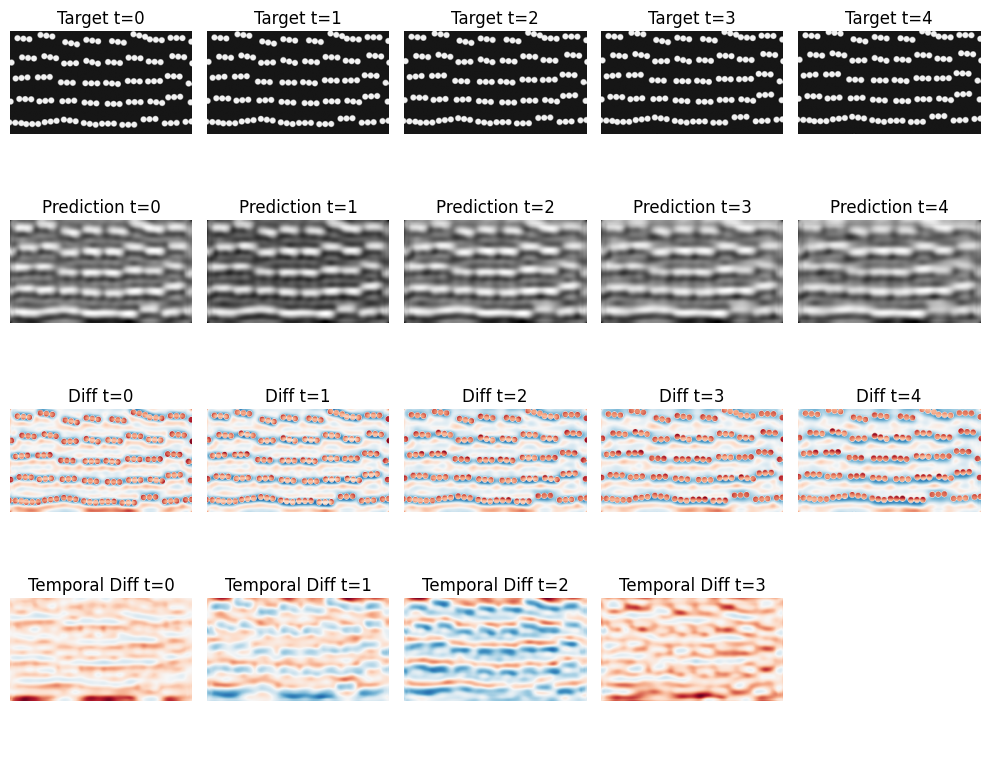 Target t=0 Target t=1 Target t=2 Target t=3 Target t=4
Prediction t=0 Prediction t=1 Prediction t=2 Prediction t=3 Prediction t=4
Diff t=0 Diff t=1 Diff t=2 Diff t=3 Diff t=4
Temporal Diff t=0 Temporal Diff t=1 Temporal Diff t=2 Temporal Diff t=3